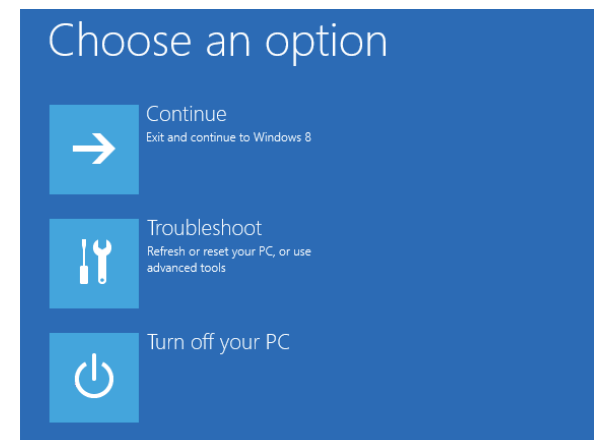 Choose an option
Continue
Exit and continue to Windows 8
Troubleshoot
Refresh or reset your PC, or use
advanced tools
Turn off your PC